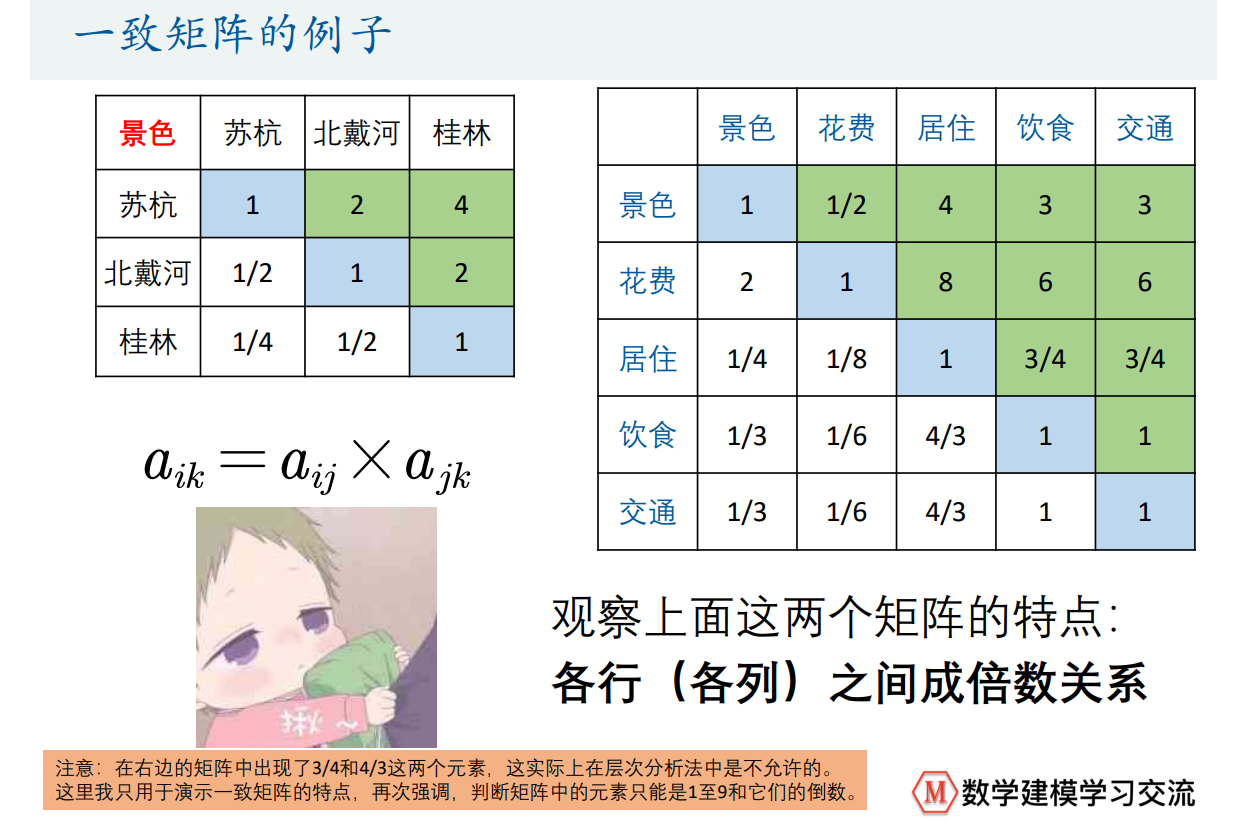 一致矩阵的例子
景色 苏杭 北戴河 桂林
苏杭 1 2 4
北戴河 1/2 1 2
桂林 1/4 1/2 1
景色 花费 居住 饮食 交通
景色 1 1/2 4 3 3
花费 2 1 8 6 6
居住 1/4 1/8 1 3/4 3/4
饮食 1/3 1/6 4/3 1 1
交通 1/3 1/6 4/3 1 1
a_{ik} = a_{ij} × a_{jk}
揪~
观察上面这两个矩阵的特点：
各行（各列）之间成倍数关系
注意：在右边的矩阵中出现了3/4和4/3这两个元素，这实际上在层次分析法中是不允许的。
这里我只用于演示一致矩阵的特点，再次强调，判断矩阵中的元素只能是1至9和它们的倒数。
M 数学建模学习交流